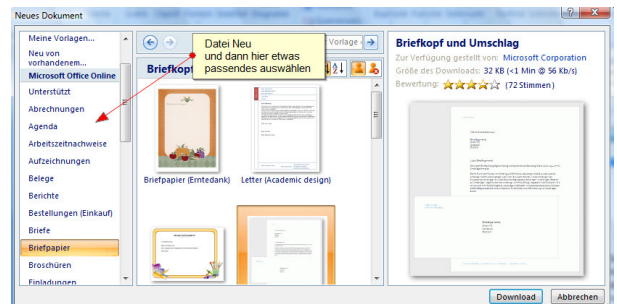 Neues Dokument
Meine Vorlagen...
Neu von
vorhandenem...
Microsoft Office Online
Unterstützt
Abrechnungen
Agenda
Arbeitszeitnachweise
Aufzeichnungen
Belege
Berichte
Bestellungen (Einkauf)
Briefe
Briefpapier
Broschüren
Einladungen
Datei Neu
und dann hier etwas
passendes auswählen
Vorlage
Briefkopf
Briefpapier (Erntedank)
Letter (Academic design)
Briefkopf und Umschlag
Zur Verfügung gestellt von: Microsoft Corporation
Größe des Downloads: 32 KB (<1 Min @ 56 Kb/s)
Bewertung: (72 Stimmen)
Download
Abbrechen